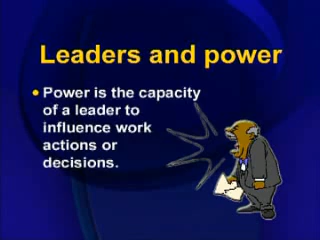 Leaders and power
Power is the capacity
of a leader to
influence work
actions or
decisions.